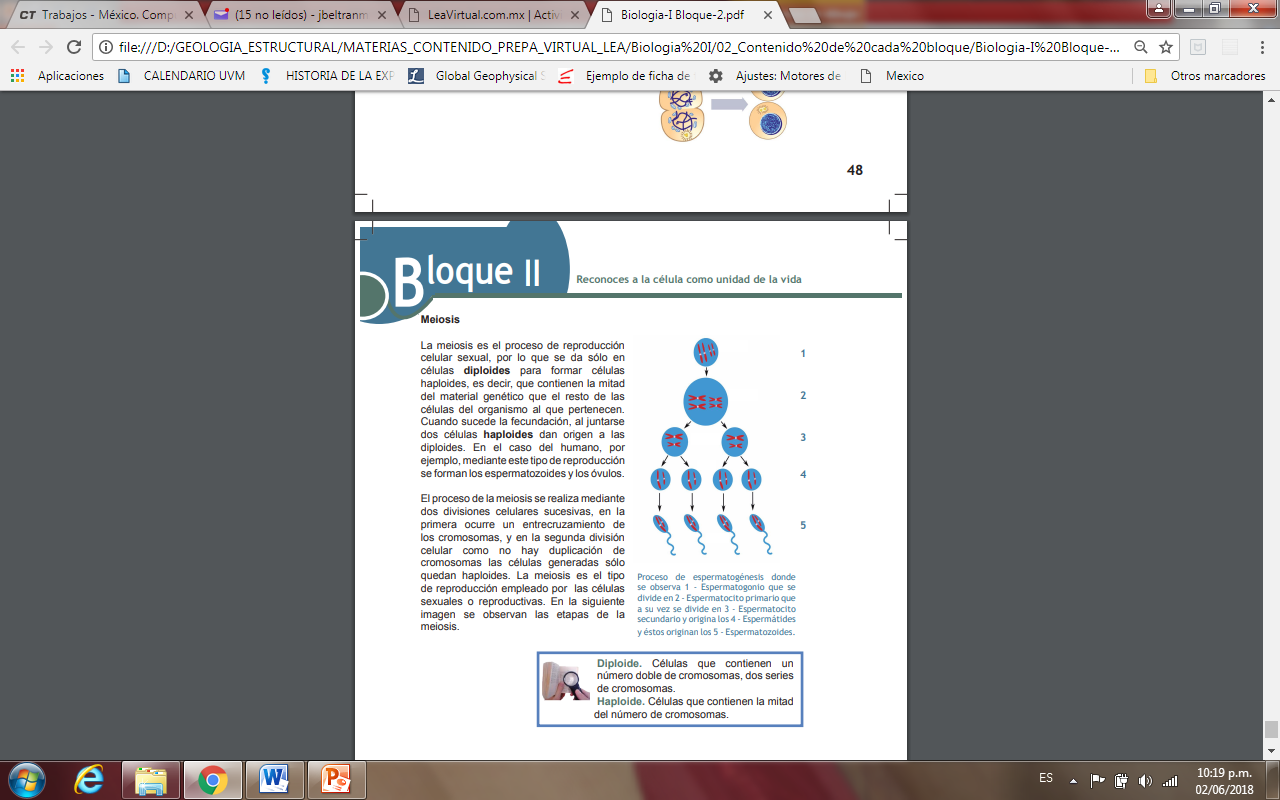 CT Trabajos - México. Comp
(15 no leídos) - jbeltranm
LeaVirtual.com.mx | Activi
Biologia-I Bloque-2.pdf
file:///D:/GEOLOGIA_ESTRUCTURAL/MATERIAS_CONTENIDO_PREPA_VIRTUAL_LEA/Biologia%20I/02_Contenido%20de%20cada%20bloque/Biologia-I%20Bloque-...
Aplicaciones
CALENDARIO UVM
HISTORIA DE LA EXP
Global Geophysical S
Ejemplo de ficha de
Ajustes: Motores de
Mexico
Otros marcadores
48
Bloque II
Reconoces a la célula como unidad de la vida
Meiosis
La meiosis es el proceso de reproducción
celular sexual, por lo que se da sólo en
células diploides para formar células
haploides, es decir, que contienen la mitad
del material genético que el resto de las
células del organismo al que pertenecen.
Cuando sucede la fecundación, al juntarse
dos células haploides dan origen a las
diploides. En el caso del humano, por
ejemplo, mediante este tipo de reproducción
se forman los espermatozoides y los óvulos.
El proceso de la meiosis se realiza mediante
dos divisiones celulares sucesivas, en la
primera ocurre un entrecruzamiento de
los cromosomas, y en la segunda división
celular como no hay duplicación de
cromosomas las células generadas sólo
quedan haploides. La meiosis es el tipo
de reproducción empleado por las células
sexuales o reproductivas. En la siguiente
imagen se observan las etapas de la
meiosis.
1
2
3
4
5
Proceso de espermatogénesis donde
se observa 1 - Espermatogonio que se
divide en 2 - Espermatocito primario que
a su vez se divide en 3 - Espermatocito
secundario y origina los 4 - Espermátides
y éstos originan los 5 - Espermatozoides.
Diploide. Células que contienen un
número doble de cromosomas, dos series
de cromosomas.
Haploide. Células que contienen la mitad
del número de cromosomas.
ES
10:19 p.m.
02/06/2018